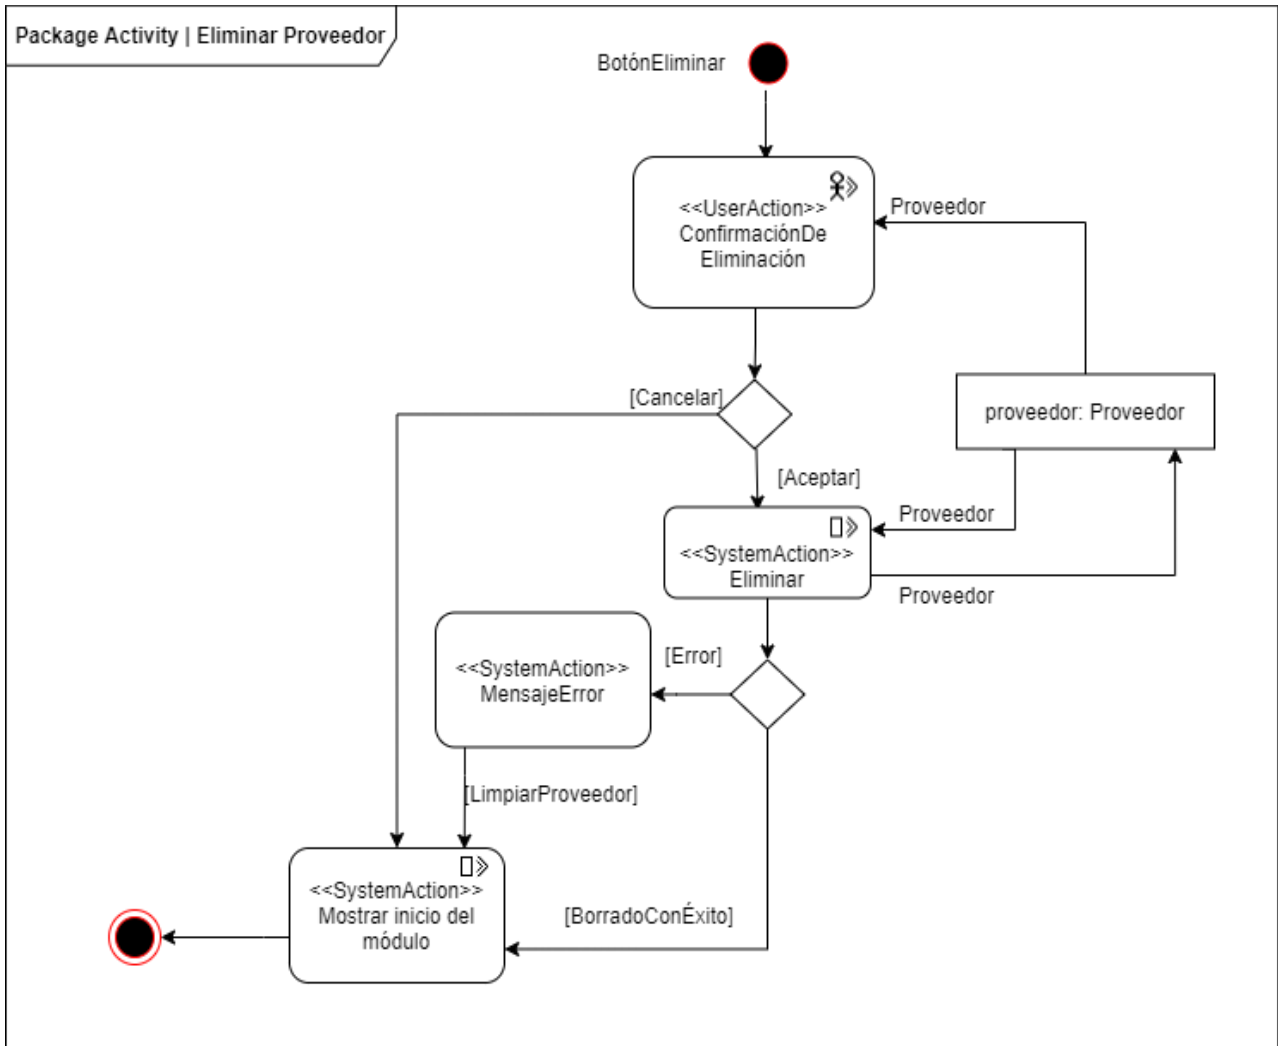 Package Activity | Eliminar Proveedor
BotónEliminar
<<UserAction>>
ConfirmaciónDe
Eliminación
Proveedor
[Cancelar]
proveedor: Proveedor
[Aceptar]
Proveedor
<<SystemAction>>
Eliminar
Proveedor
[Error]
<<SystemAction>>
MensajeError
[LimpiarProveedor]
<<SystemAction>>
Mostrar inicio del
módulo
[BorradoConÉxito]